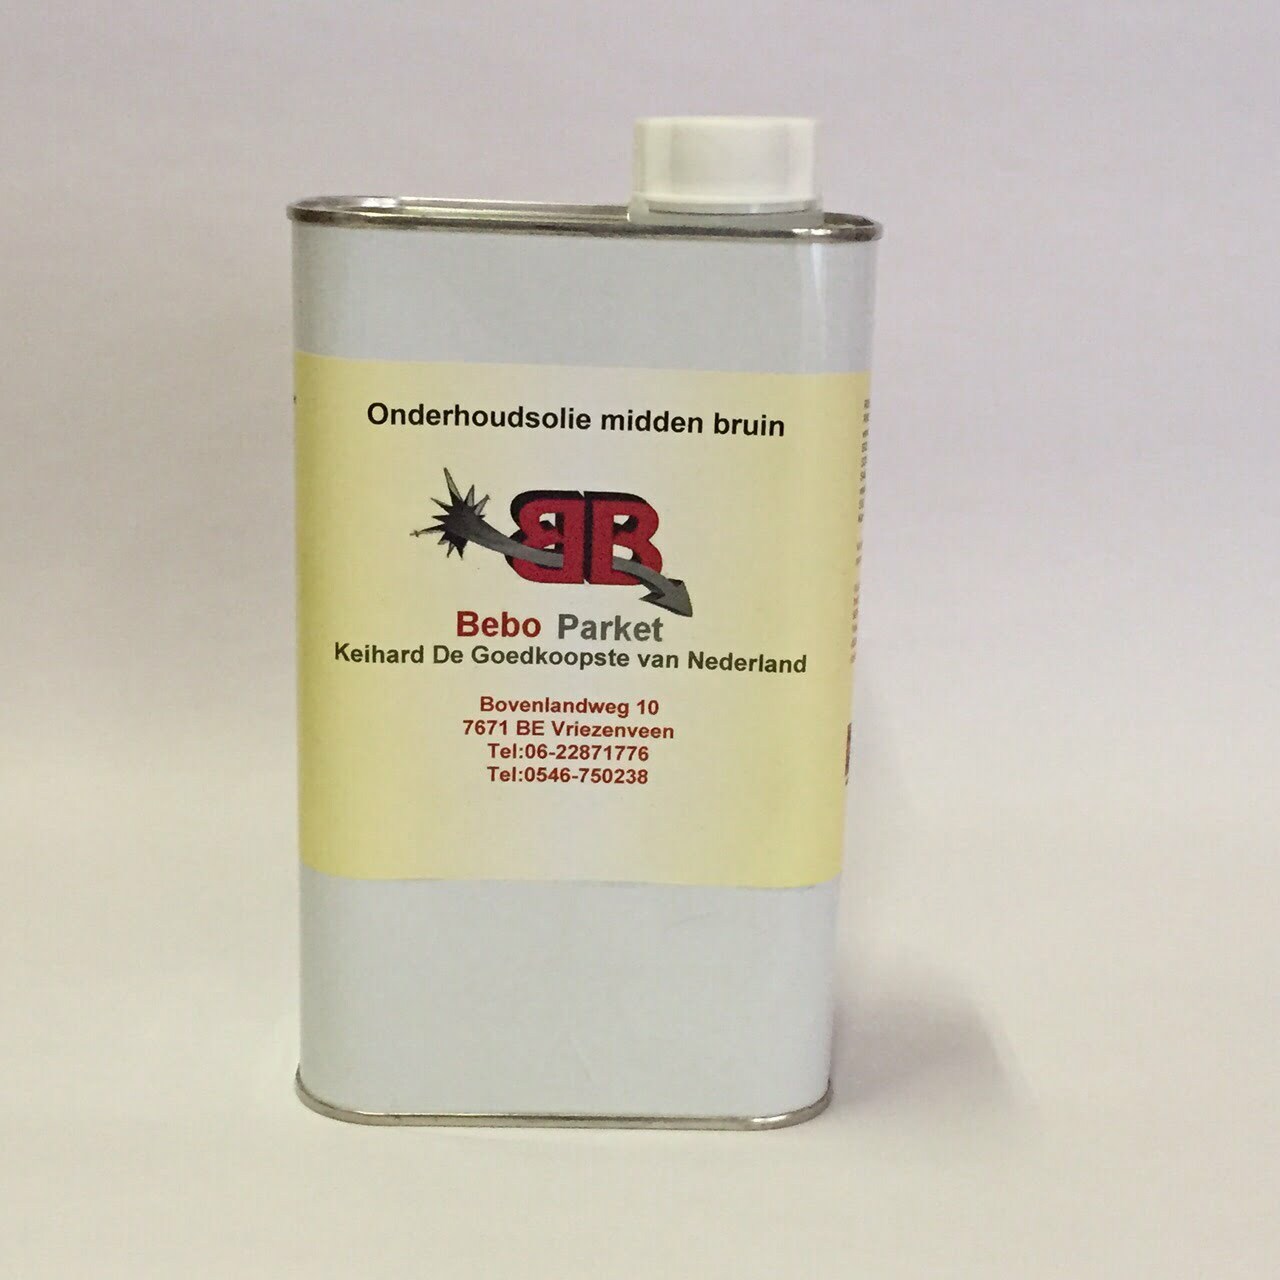 Onderhoudsolie midden bruin
BB
Bebo Parket
Keihard De Goedkoopste van Nederland
Bovenlandweg 10
7671 BE Vriezenveen
Tel:06-22871776
Tel:0546-750238